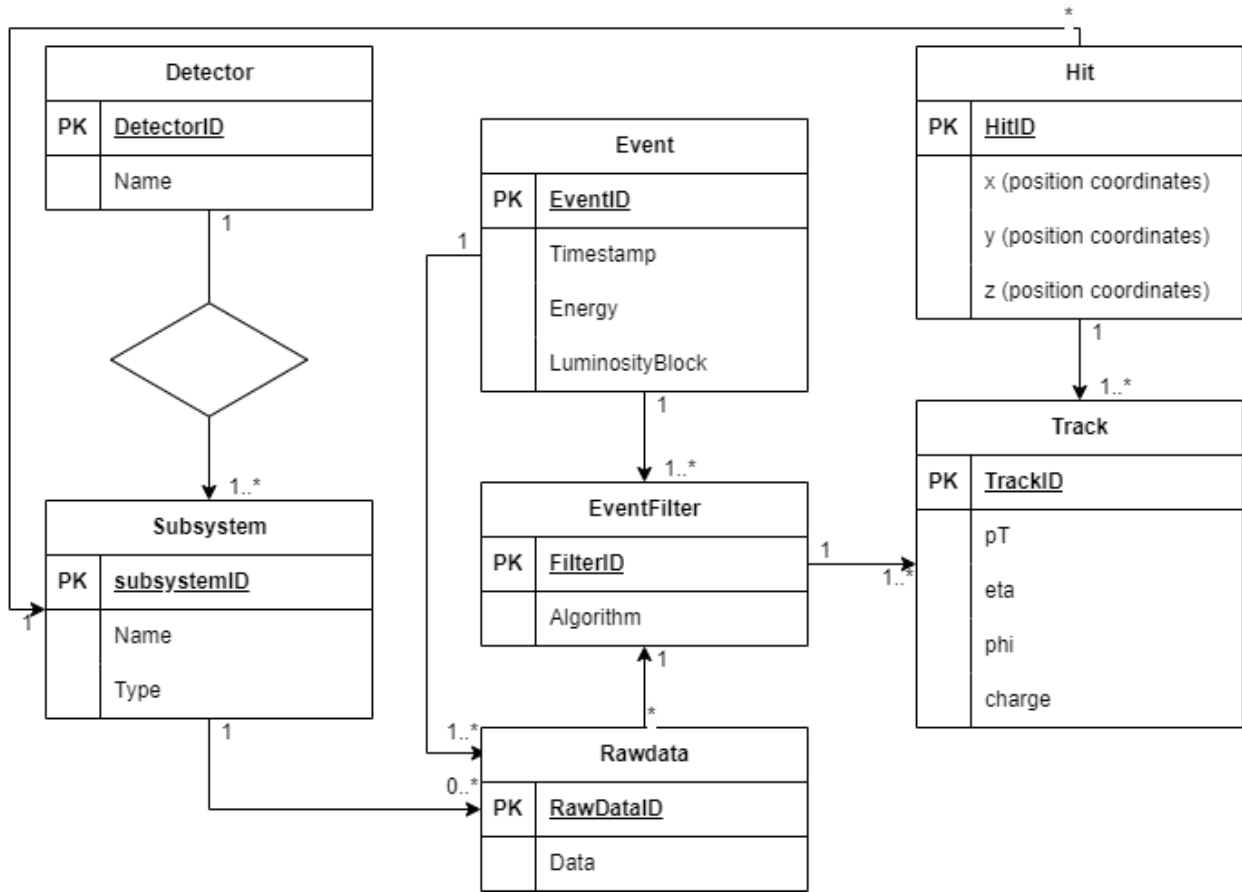 *
Detector
PK DetectorID
Name
1
1..*
Subsystem
PK subsystemID
Name
Type
1
1
Event
PK EventID
Timestamp
Energy
LuminosityBlock
1
1
1..*
EventFilter
PK FilterID
Algorithm
1
1..*
1
*
1..*
0..*
Rawdata
PK RawDataID
Data
Hit
PK HitID
x (position coordinates)
y (position coordinates)
z (position coordinates)
1
1..*
Track
PK TrackID
pT
eta
phi
charge